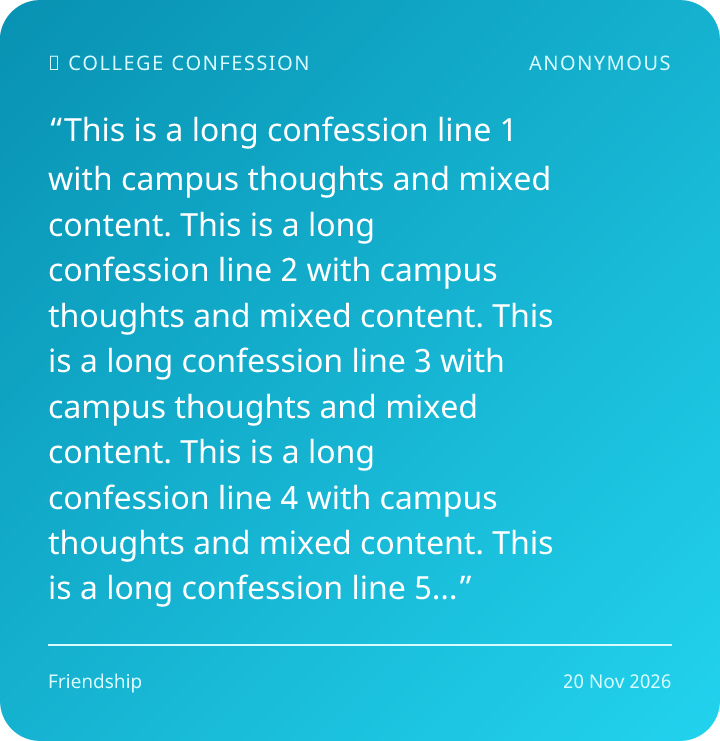 COLLEGE CONFESSION
ANONYMOUS
“This is a long confession line 1
with campus thoughts and mixed
content. This is a long
confession line 2 with campus
thoughts and mixed content. This
is a long confession line 3 with
campus thoughts and mixed
content. This is a long
confession line 4 with campus
thoughts and mixed content. This
is a long confession line 5...”
Friendship
20 Nov 2026